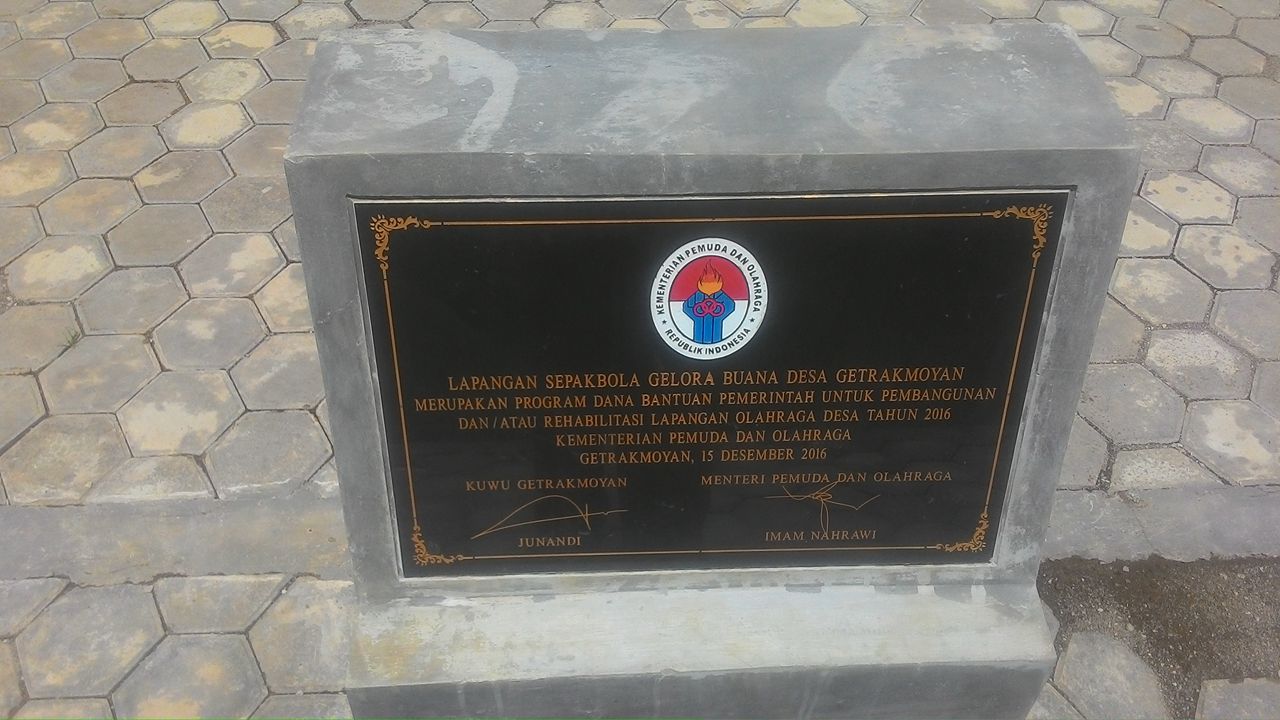 KEMENTERIAN PEMUDA DAN OLAHRAGA
★ REPUBLIK INDONESIA ★
LAPANGAN SEPAKBOLA GELORA BUANA DESA GETRAKMOYAN
MERUPAKAN PROGRAM DANA BANTUAN PEMERINTAH UNTUK PEMBANGUNAN
DAN/ATAU REHABILITASI LAPANGAN OLAHRAGA DESA TAHUN 2016
KEMENTERIAN PEMUDA DAN OLAHRAGA
GETRAKMOYAN, 15 DESEMBER 2016
KUWU GETRAKMOYAN
JUNANDI
MENTERI PEMUDA DAN OLAHRAGA
IMAM NAHRAWI